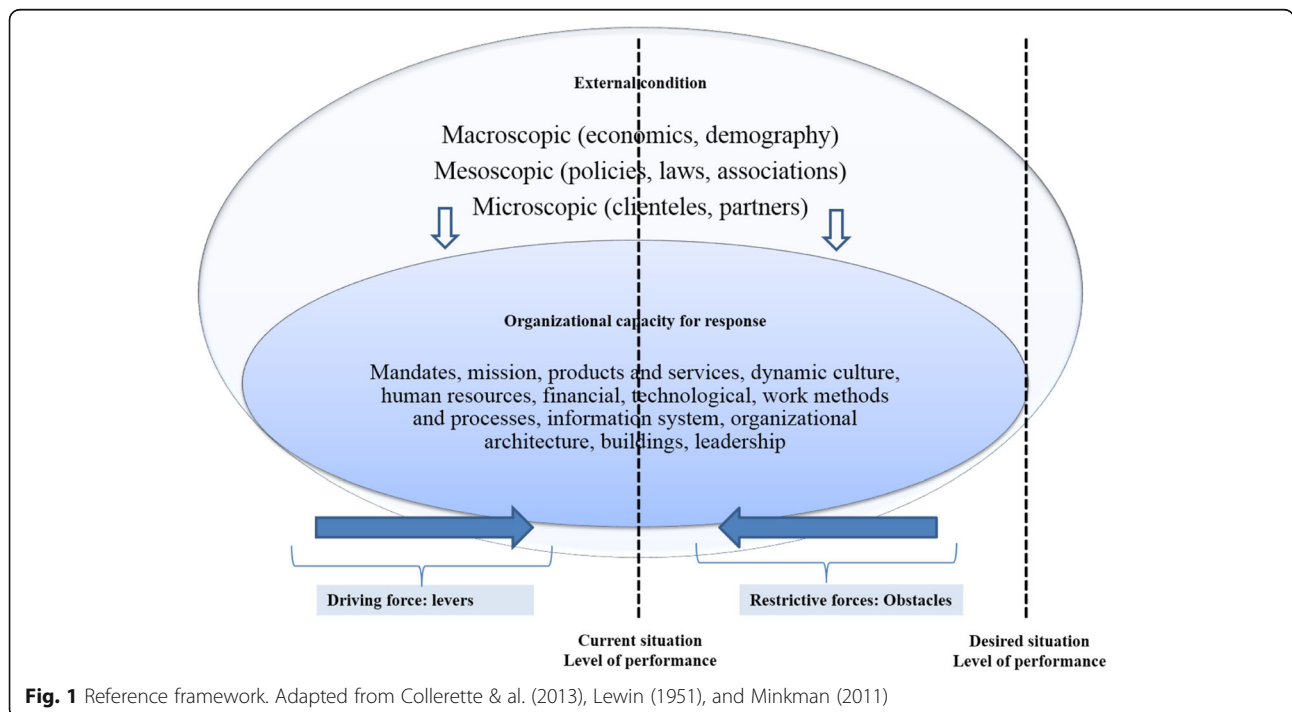 External condition
Macroscopic (economics, demography)
Mesoscopic (policies, laws, associations)
Microscopic (clienteles, partners)
Organizational capacity for response
Mandates, mission, products and services, dynamic culture,
human resources, financial, technological, work methods
and processes, information system, organizational
architecture, buildings, leadership
Driving force: levers
Restrictive forces: Obstacles
Current situation
Level of performance
Desired situation
Level of performance
Fig. 1 Reference framework. Adapted from Collerette & al. (2013), Lewin (1951), and Minkman (2011)